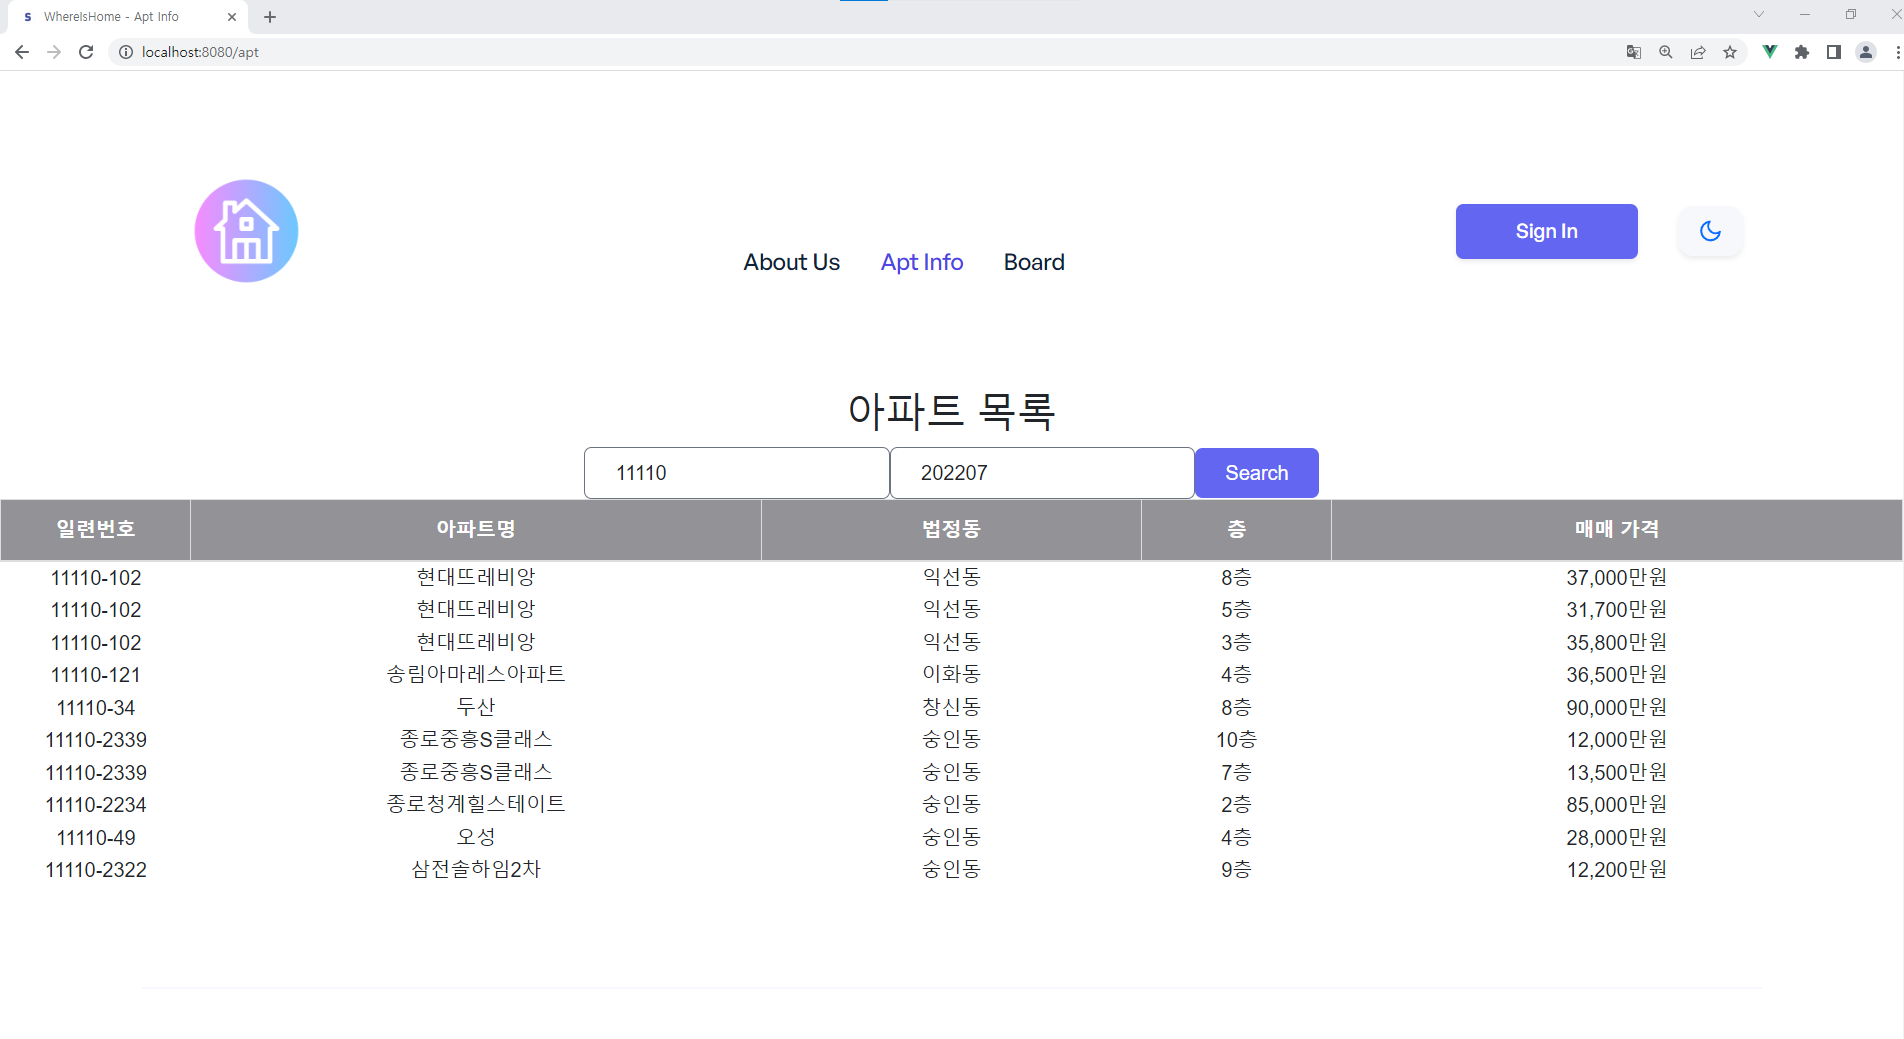 WhereIsHome - Apt Info
localhost:8080/apt
About Us Apt Info Board
Sign In
아파트 목록
11110 202207 Search
일련번호 아파트명 법정동 층 매매 가격
11110-102 현대뜨레비앙 익선동 8층 37,000만원
11110-102 현대뜨레비앙 익선동 5층 31,700만원
11110-102 현대뜨레비앙 익선동 3층 35,800만원
11110-121 송림아마레스아파트 이화동 4층 36,500만원
11110-34 두산 창신동 8층 90,000만원
11110-2339 종로중흥S클래스 숭인동 10층 12,000만원
11110-2339 종로중흥S클래스 숭인동 7층 13,500만원
11110-2234 종로청계힐스테이트 숭인동 2층 85,000만원
11110-49 오성 숭인동 4층 28,000만원
11110-2322 삼전솔하임2차 숭인동 9층 12,200만원